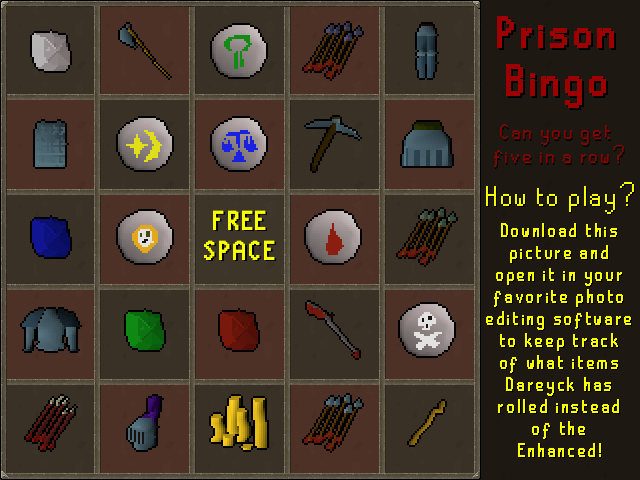 Prison
Bingo
Can you get
five in a row?
How to play?
Download this
picture and
open it in your
favorite photo
editing software
to keep track
of what items
Dareyck has
rolled instead
of the
Enhanced!
FREE
SPACE